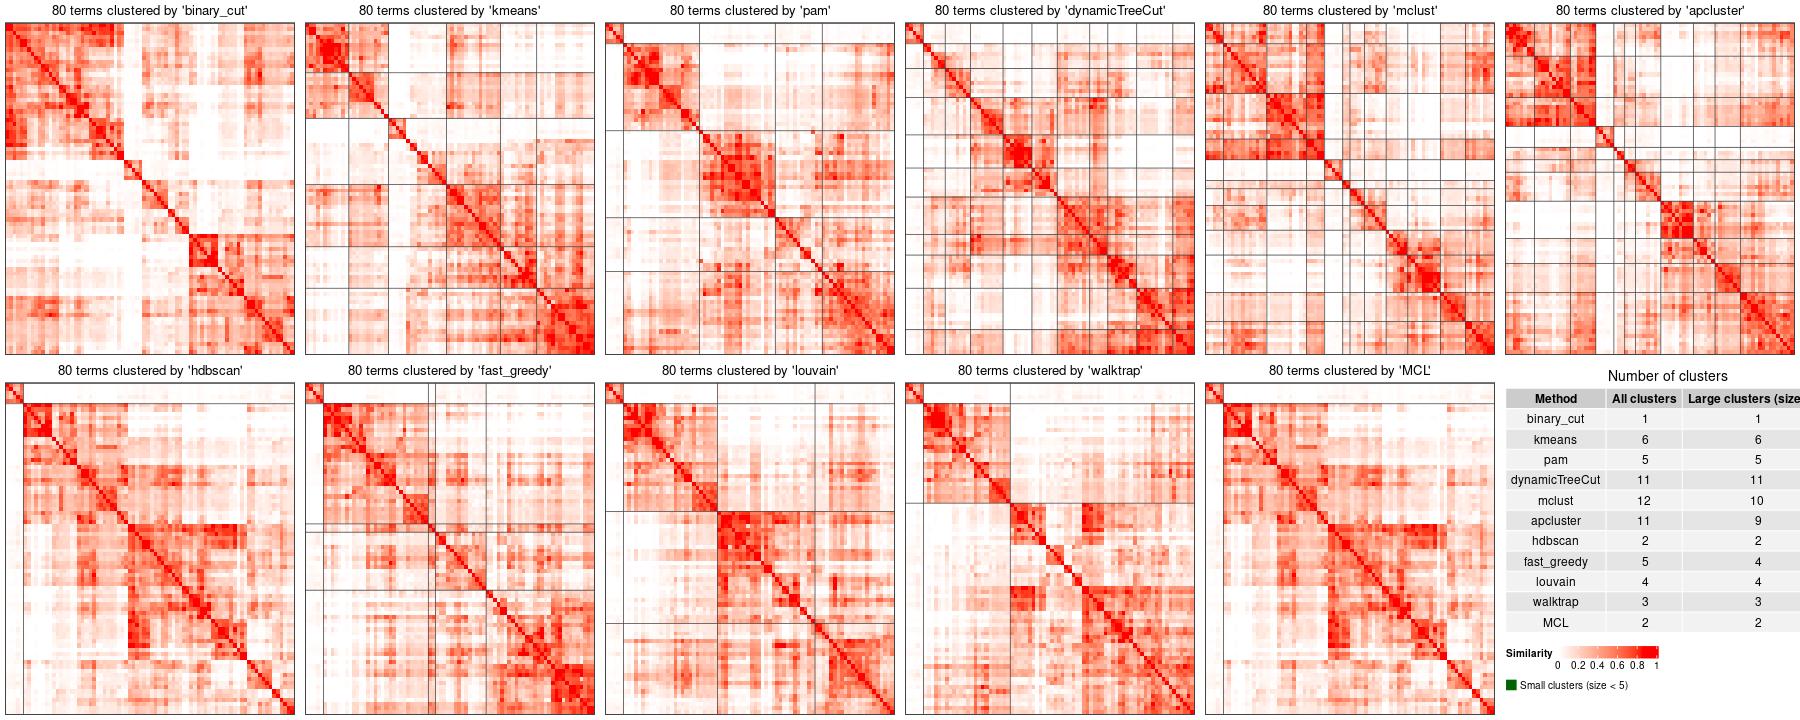 80 terms clustered by 'binary_cut'
80 terms clustered by 'kmeans'
80 terms clustered by 'pam'
80 terms clustered by 'dynamicTreeCut'
80 terms clustered by 'mclust'
80 terms clustered by 'apcluster'
80 terms clustered by 'hdbscan'
80 terms clustered by 'fast_greedy'
80 terms clustered by 'louvain'
80 terms clustered by 'walktrap'
80 terms clustered by 'MCL'
Number of clusters
Method All clusters Large clusters (size
binary_cut 1 1
kmeans 6 6
pam 5 5
dynamicTreeCut 11 11
mclust 12 10
apcluster 11 9
hdbscan 2 2
fast_greedy 5 4
louvain 4 4
walktrap 3 3
MCL 2 2
Similarity
0 0.2 0.4 0.6 0.8 1
Small clusters (size < 5)